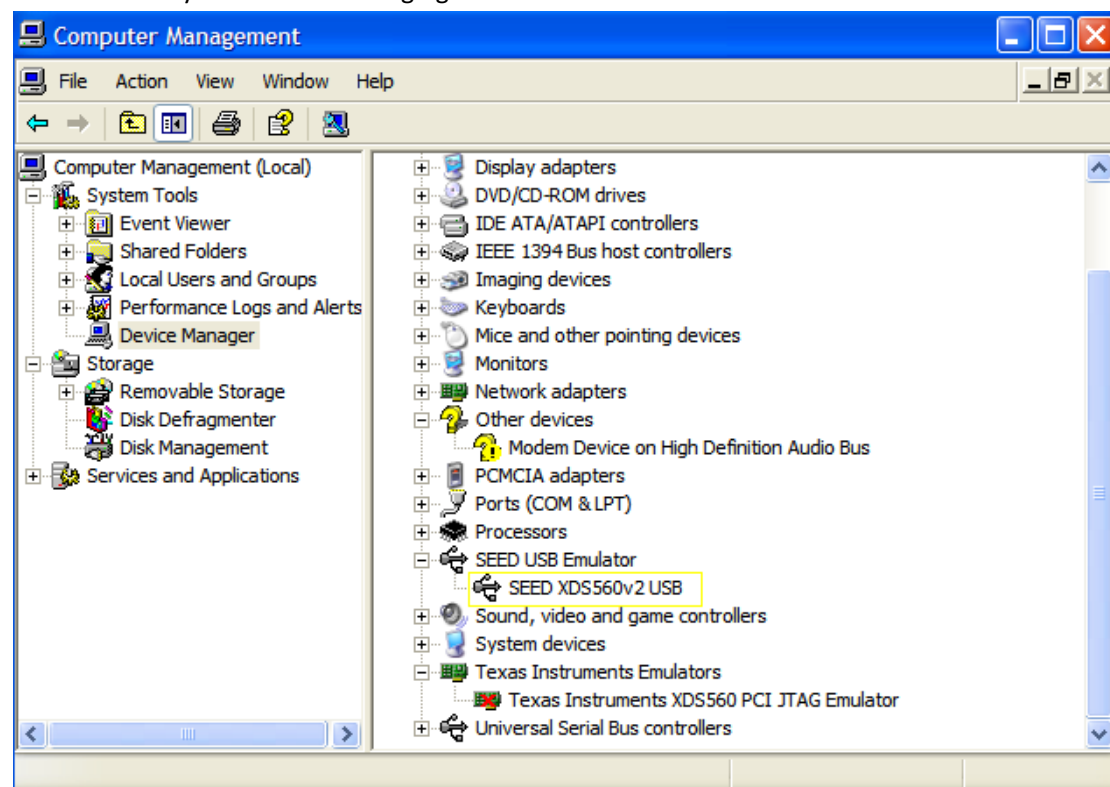 Computer Management
File Action View Window Help
Computer Management (Local)
System Tools
Event Viewer
Shared Folders
Local Users and Groups
Performance Logs and Alerts
Device Manager
Storage
Removable Storage
Disk Defragmenter
Disk Management
Services and Applications
Display adapters
DVD/CD-ROM drives
IDE ATA/ATAPI controllers
IEEE 1394 Bus host controllers
Imaging devices
Keyboards
Mice and other pointing devices
Monitors
Network adapters
Other devices
Modem Device on High Definition Audio Bus
PCMCIA adapters
Ports (COM & LPT)
Processors
SEED USB Emulator
SEED XDS560v2 USB
Sound, video and game controllers
System devices
Texas Instruments Emulators
Texas Instruments XDS560 PCI JTAG Emulator
Universal Serial Bus controllers